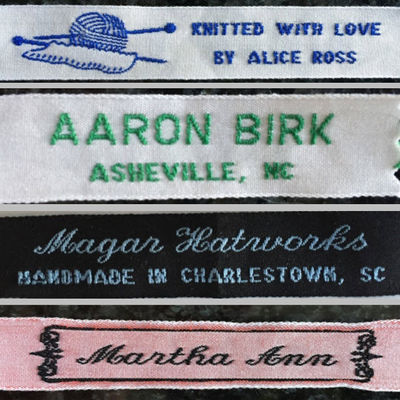 KNITTED WITH LOVE
BY ALICE ROSS
AARON BIRK
ASHEVILLE, NC
Magar Hatworks
HANDMADE IN CHARLESTOWN, SC
Martha Ann